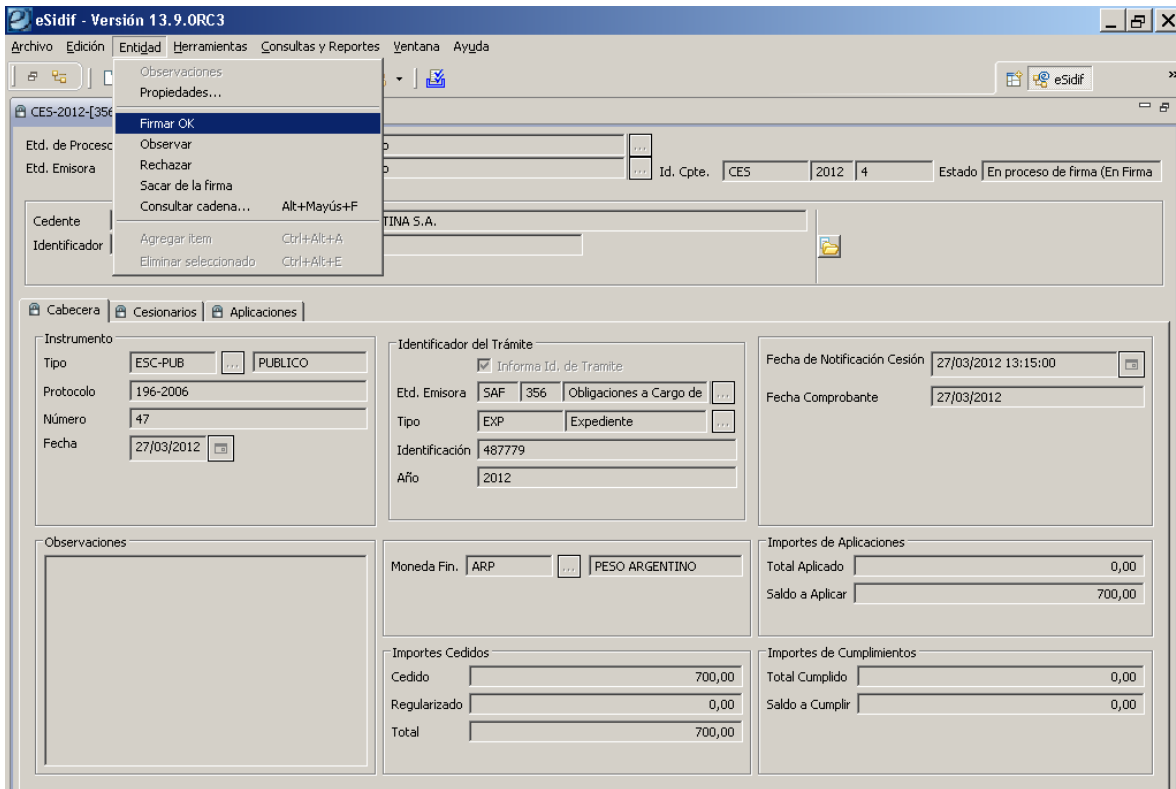 eSidif - Versión 13.9.0RC3
Archivo Edición Entidad Herramientas Consultas y Reportes Ventana Ayuda
Observaciones
Propiedades...
Firmar OK
Observar
Rechazar
Sacar de la firma
Consultar cadena... Alt+Mayús+F
Agregar item Ctrl+Alt+A
Eliminar seleccionado Ctrl+Alt+E
eSidif
CES-2012-[356
Etd. de Proceso
Etd. Emisora Id. Cpte. CES 2012 4 Estado En proceso de firma (En Firma
Cedente TINA S.A.
Identificador
Cabecera Cesionarios Aplicaciones
Instrumento
Tipo ESC-PUB ... PUBLICO
Protocolo 196-2006
Número 47
Fecha 27/03/2012
Identificador del Trámite
Informa Id. de Tramite
Etd. Emisora SAF 356 Obligaciones a Cargo de ...
Tipo EXP Expediente ...
Identificación 487779
Año 2012
Fecha de Notificación Cesión 27/03/2012 13:15:00
Fecha Comprobante 27/03/2012
Observaciones
Moneda Fin. ARP ... PESO ARGENTINO
Importes de Aplicaciones
Total Aplicado 0,00
Saldo a Aplicar 700,00
Importes Cedidos
Cedido 700,00
Regularizado 0,00
Total 700,00
Importes de Cumplimientos
Total Cumplido 0,00
Saldo a Cumplir 0,00